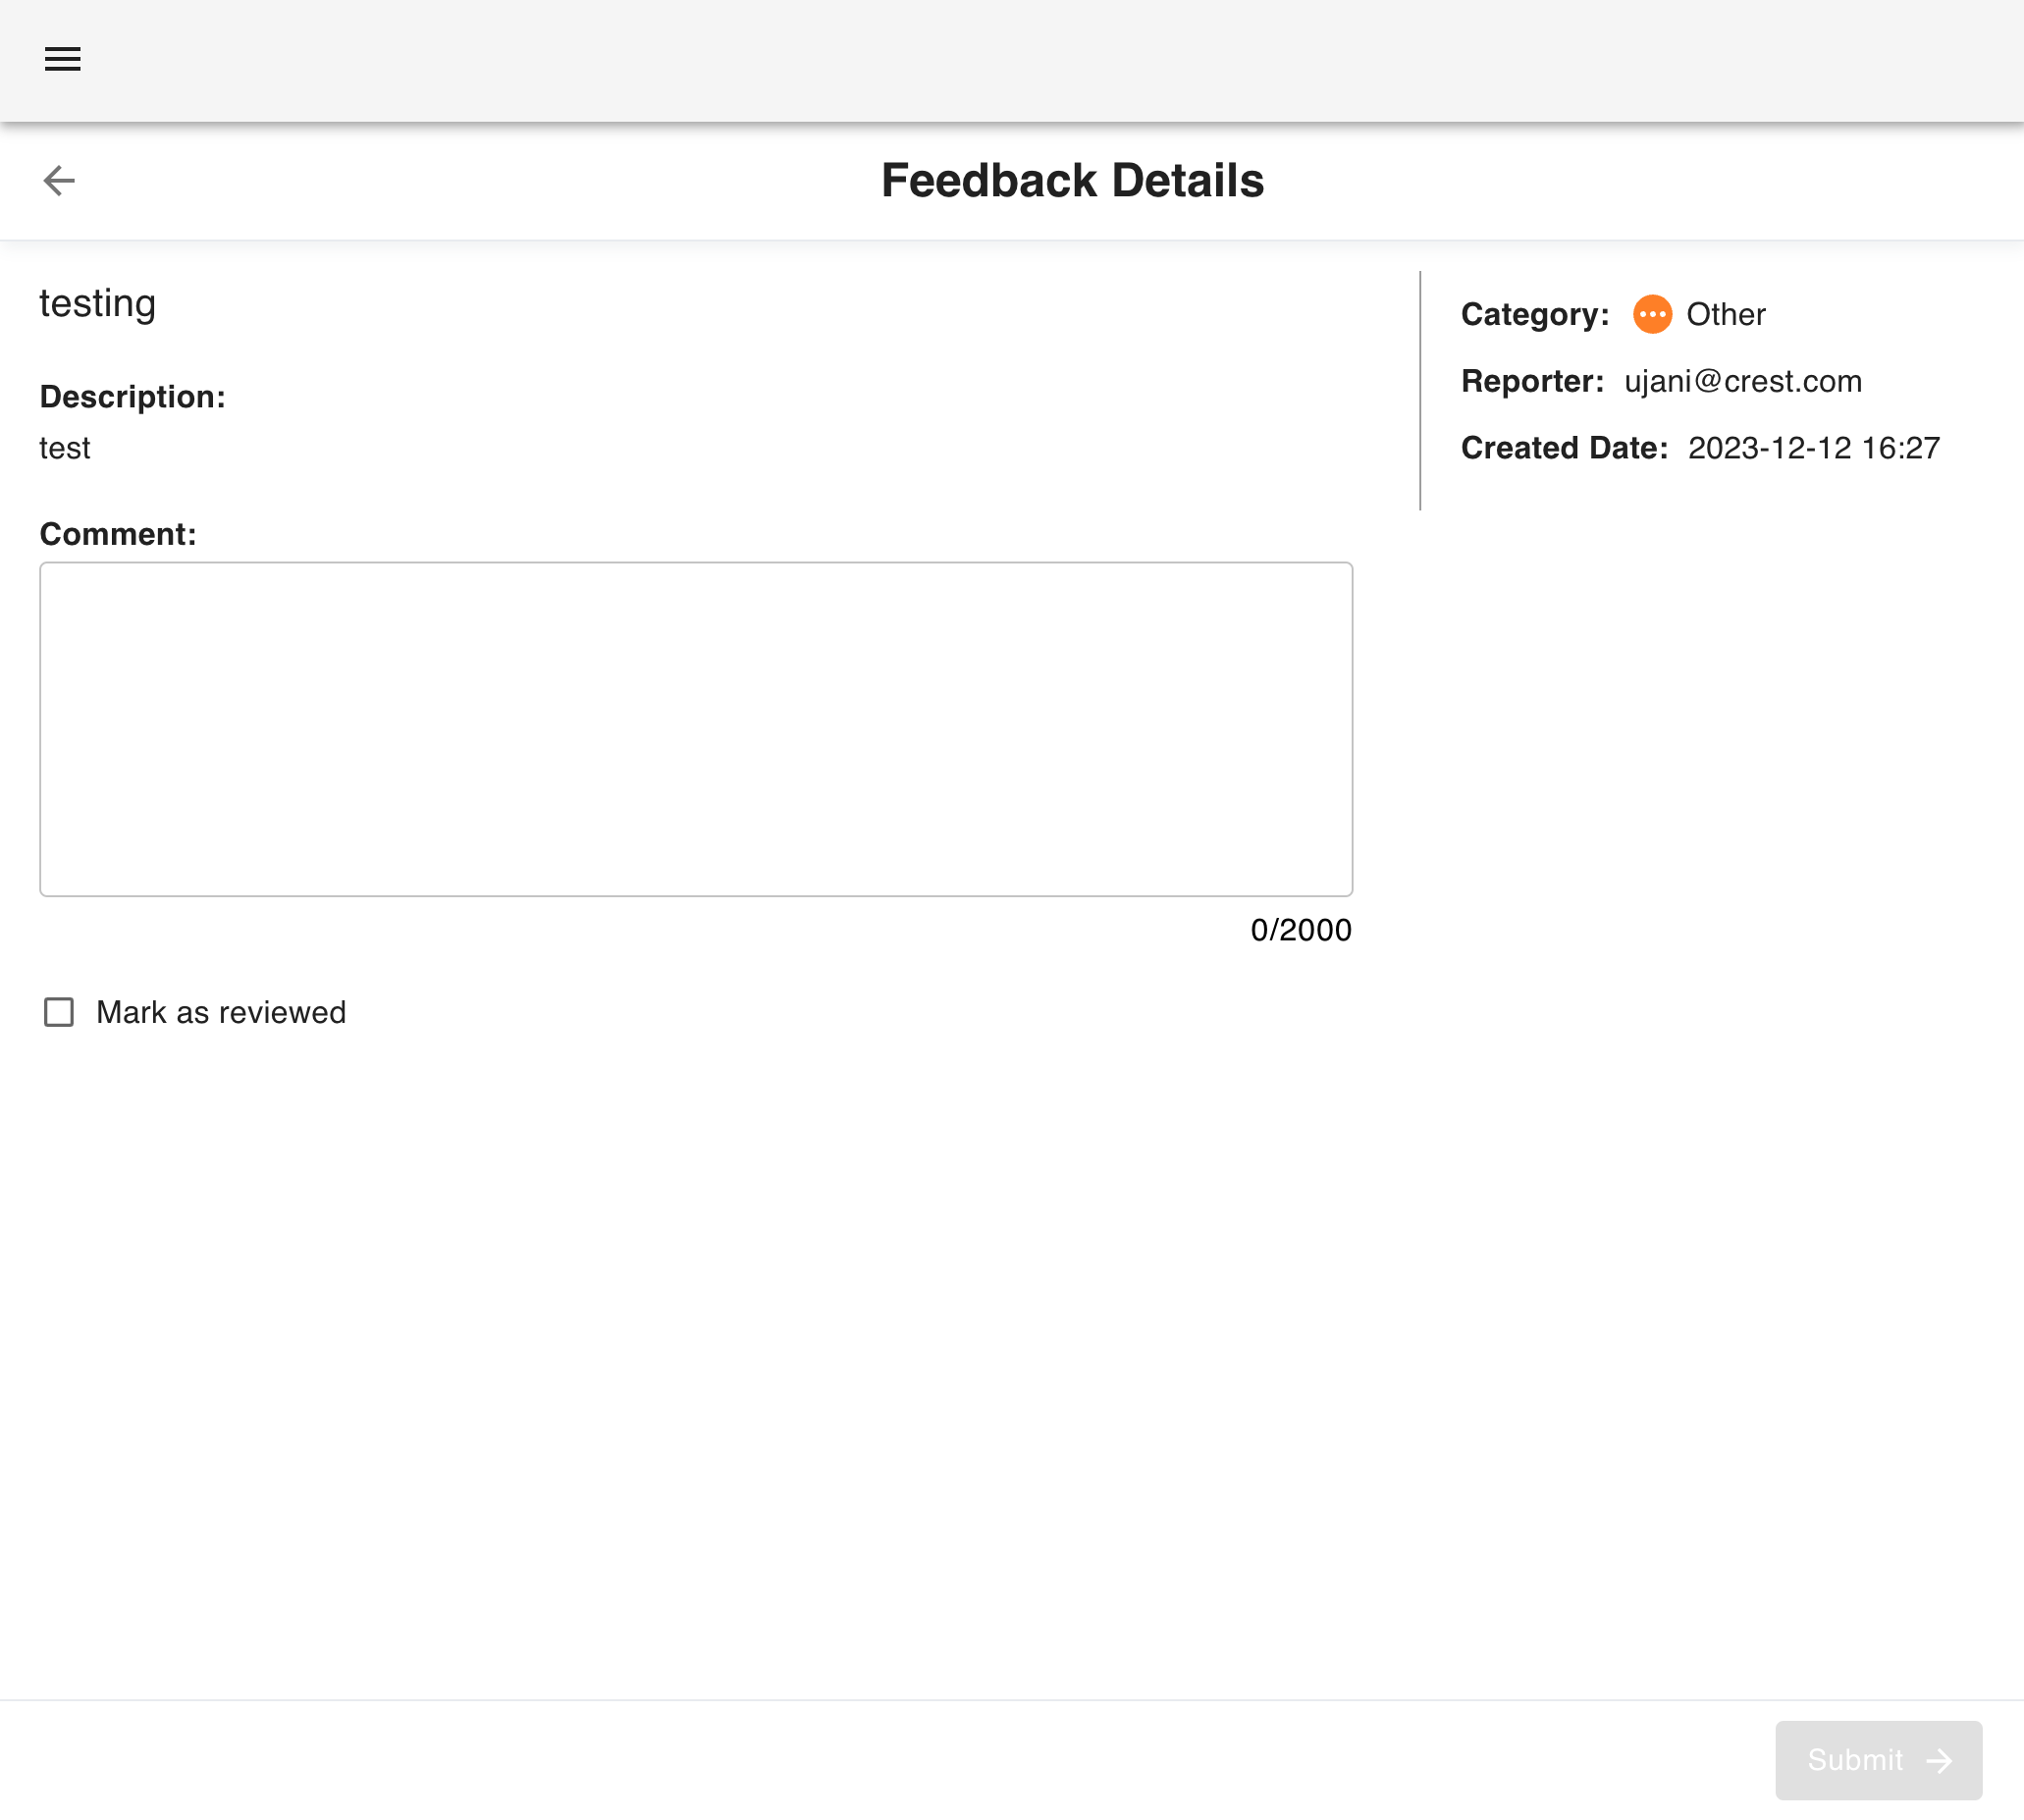 Feedback Details
testing
Description:
test
Comment:
0/2000
Mark as reviewed
Category: Other
Reporter: ujani@crest.com
Created Date: 2023-12-12 16:27
Submit